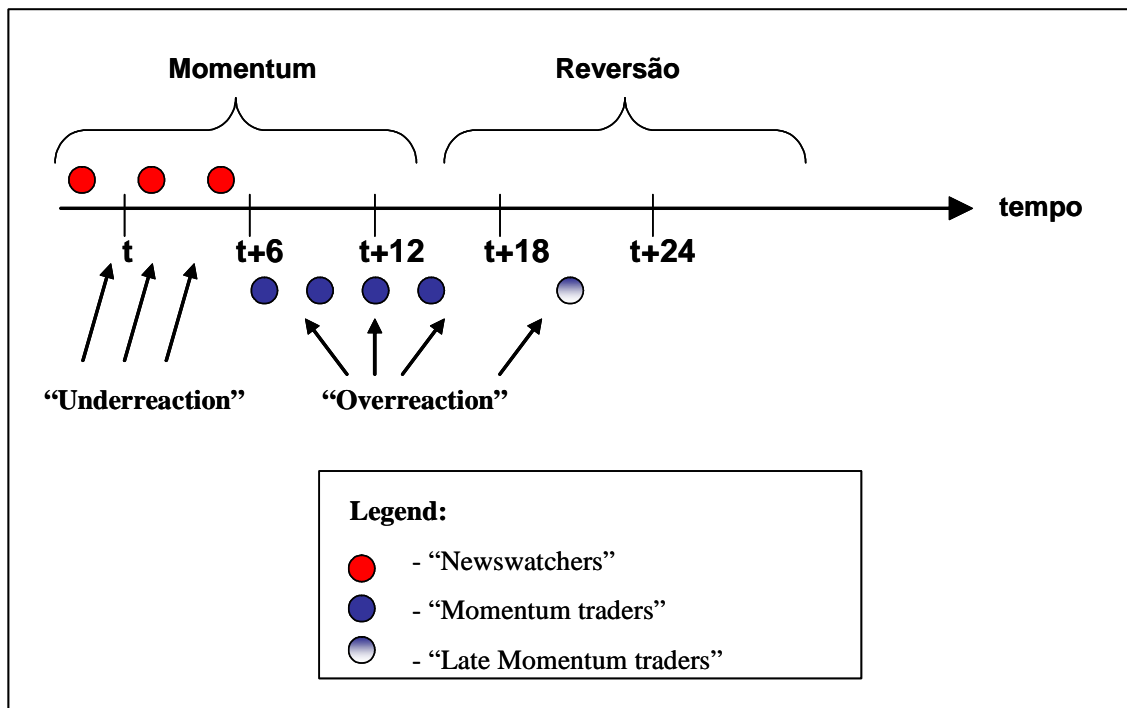 Momentum
Reversão
tempo
t
t+6
t+12
t+18
t+24
“Underreaction”
“Overreaction”
Legend:
- “Newswatchers”
- “Momentum traders”
- “Late Momentum traders”